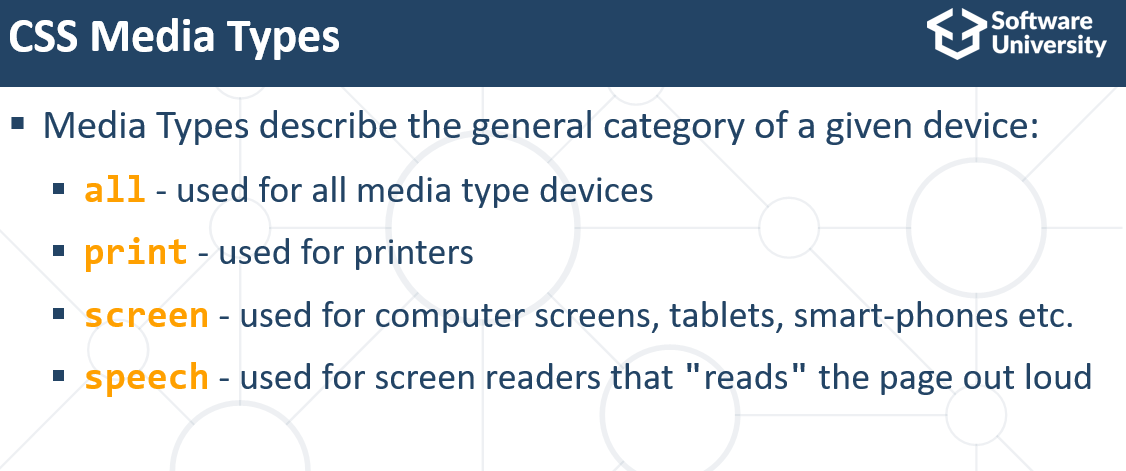 CSS Media Types
Software
University
▪ Media Types describe the general category of a given device:
▪ all - used for all media type devices
▪ print - used for printers
▪ screen - used for computer screens, tablets, smart-phones etc.
▪ speech - used for screen readers that "reads" the page out loud